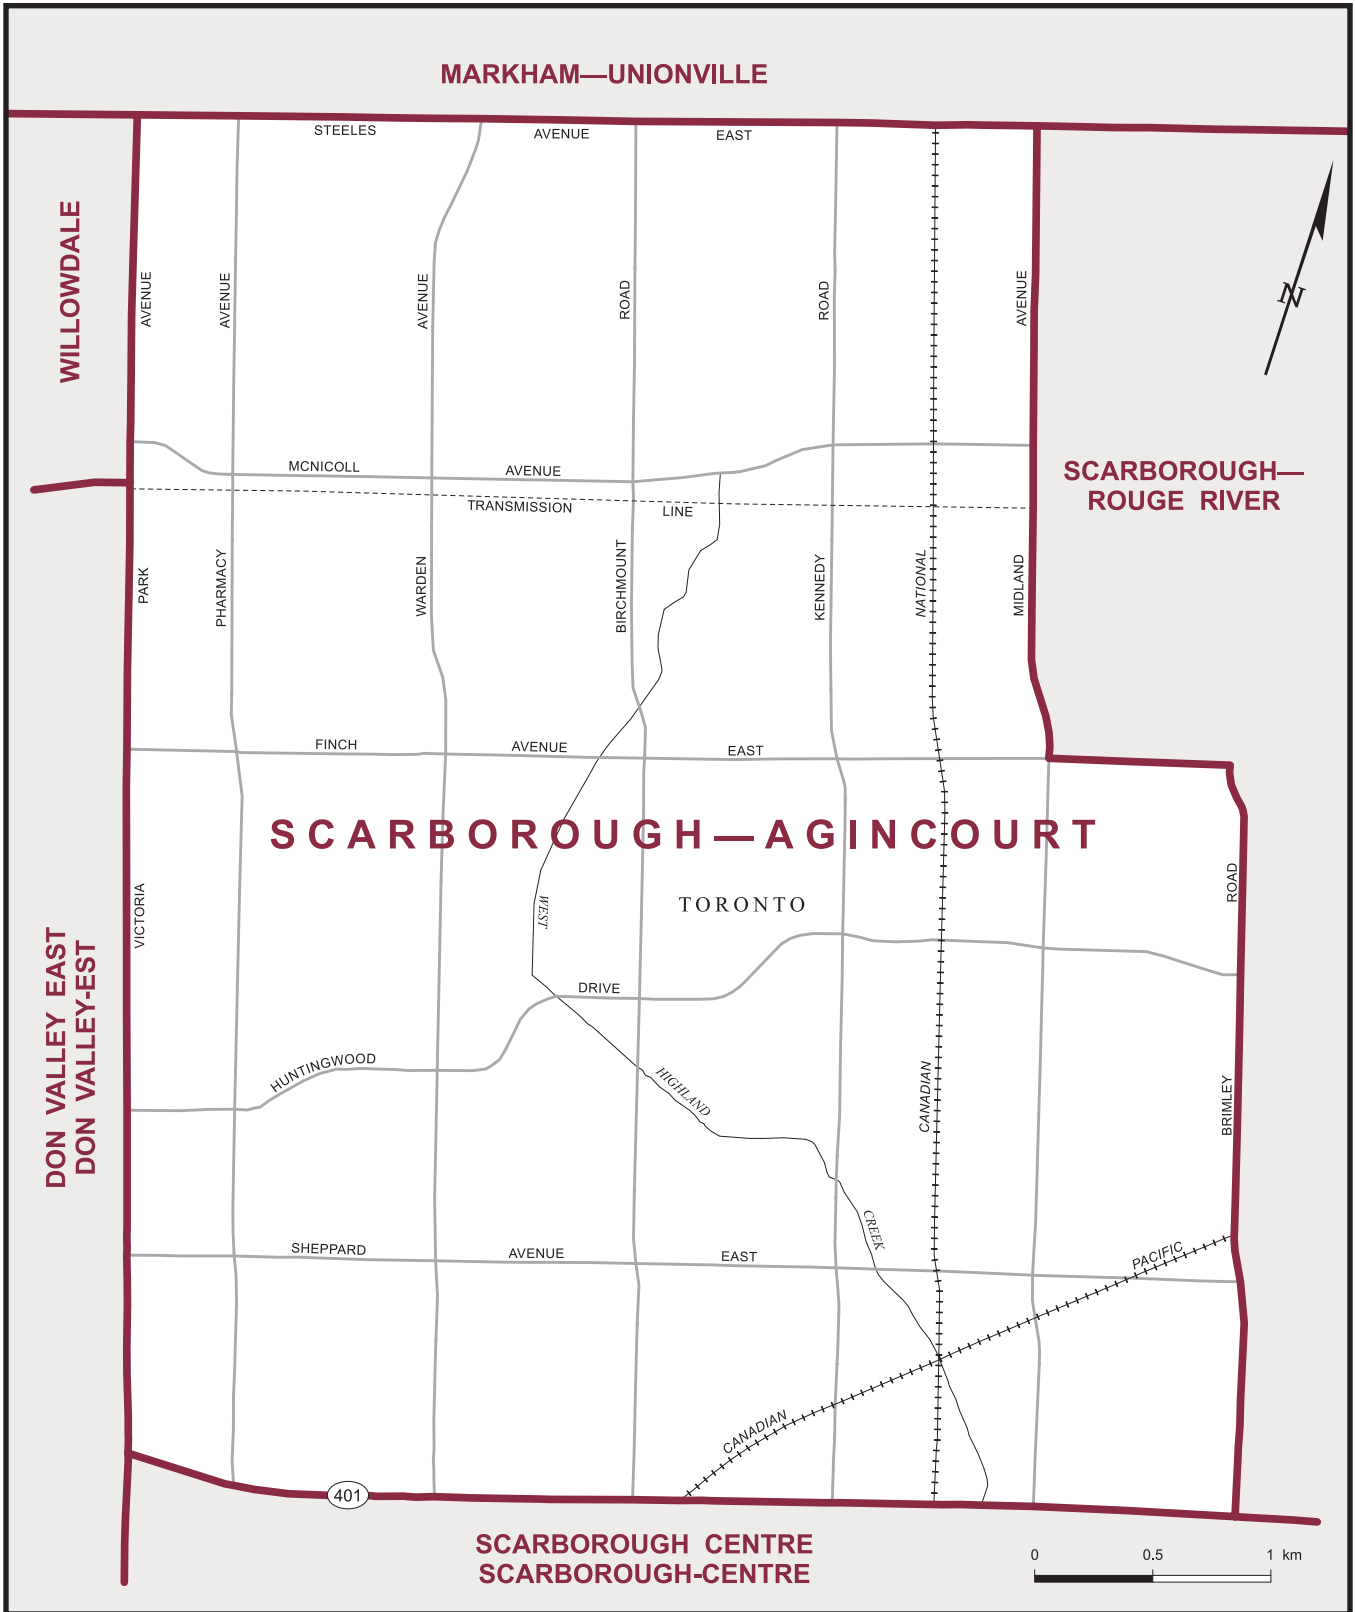 MARKHAM—UNIONVILLE
STEELES AVENUE EAST
WILLOWDALE
AVENUE
AVENUE
AVENUE
ROAD
ROAD
AVENUE
N
MCNICOLL AVENUE
TRANSMISSION LINE
SCARBOROUGH—
ROUGE RIVER
PARK
PHARMACY
WARDEN
BIRCHMOUNT
KENNEDY
NATIONAL
MIDLAND
FINCH AVENUE EAST
SCARBOROUGH—AGINCOURT
TORONTO
VICTORIA
WEST
ROAD
DON VALLEY EAST
DON VALLEY-EST
DRIVE
HUNTINGWOOD
HIGHLAND
CANADIAN
BRIMLEY
CREEK
SHEPPARD AVENUE EAST
PACIFIC
CANADIAN
401
SCARBOROUGH CENTRE
SCARBOROUGH-CENTRE
0 0.5 1 km